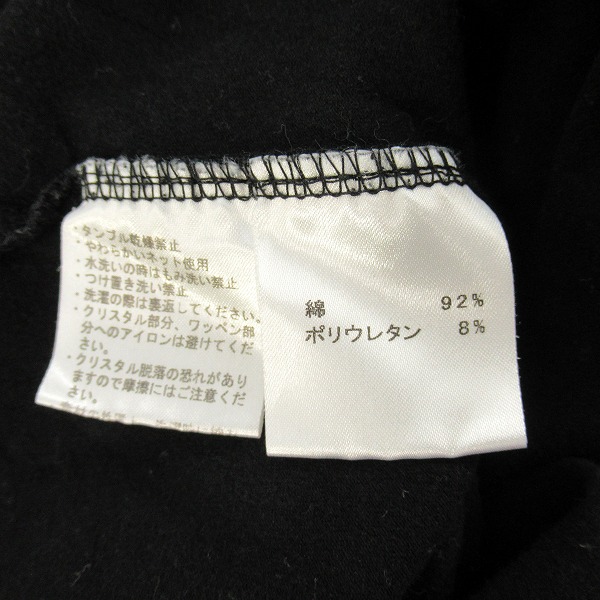 ・タンブル乾燥禁止
・やわらかいネット使用
・水洗いの時はもみ洗い禁止
・つけ置き洗い禁止
・洗濯の際は裏返してください。
・クリスタル部分、ワッペン部
分へのアイロンは避けてくだ
さい。
・クリスタル脱落の恐れがあり
ますので摩擦にはご注意くだ
さい。
綿 92%
ポリウレタン 8%